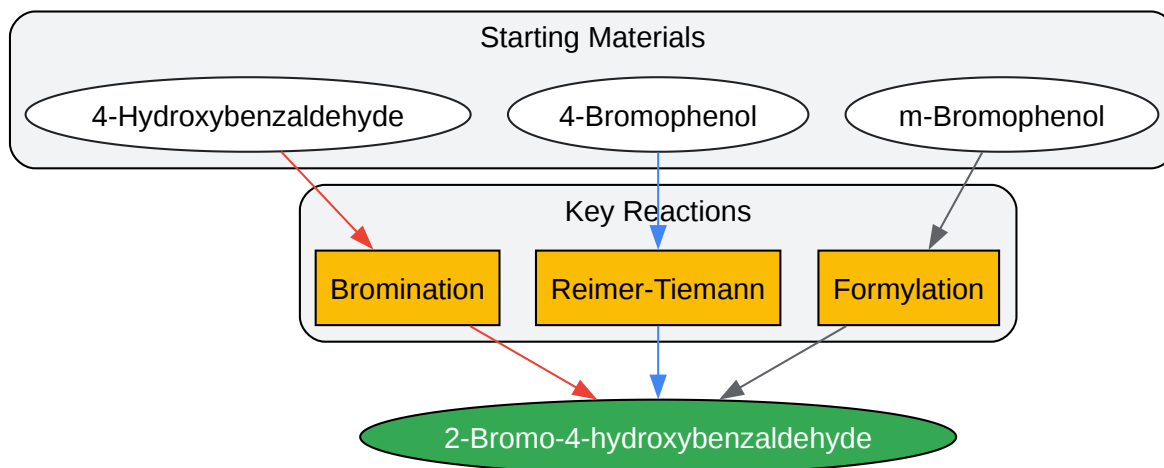 Starting Materials
4-Hydroxybenzaldehyde
4-Bromophenol
m-Bromophenol
Key Reactions
Bromination
Reimer-Tiemann
Formylation
2-Bromo-4-hydroxybenzaldehyde